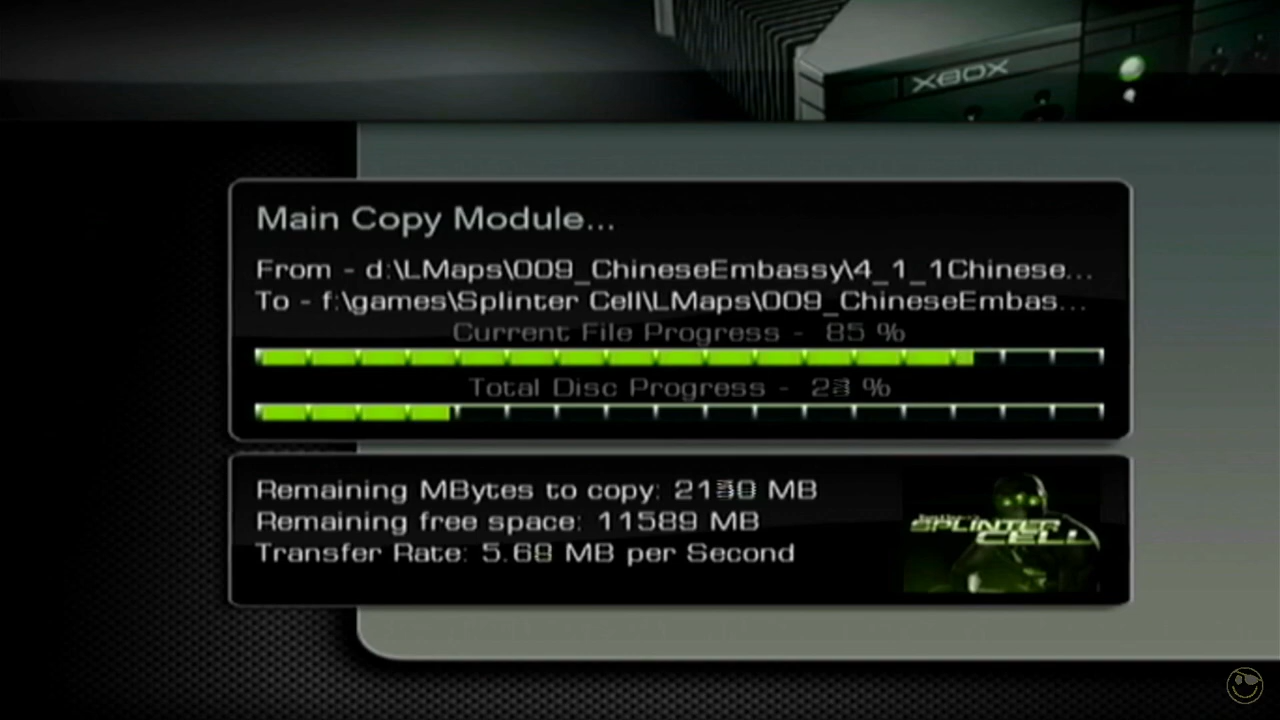 XBOX
Main Copy Module...
From - d:\LMaps\009_ChineseEmbassy\4_1_1Chinese...
To - f:\games\Splinter Cell\LMaps\009_ChineseEmbas...
Current File Progress - 85 %
Total Disc Progress - %
Remaining MBytes to copy: MB
Remaining free space: 11589 MB
Transfer Rate: MB per Second
SPLINTER
CELL